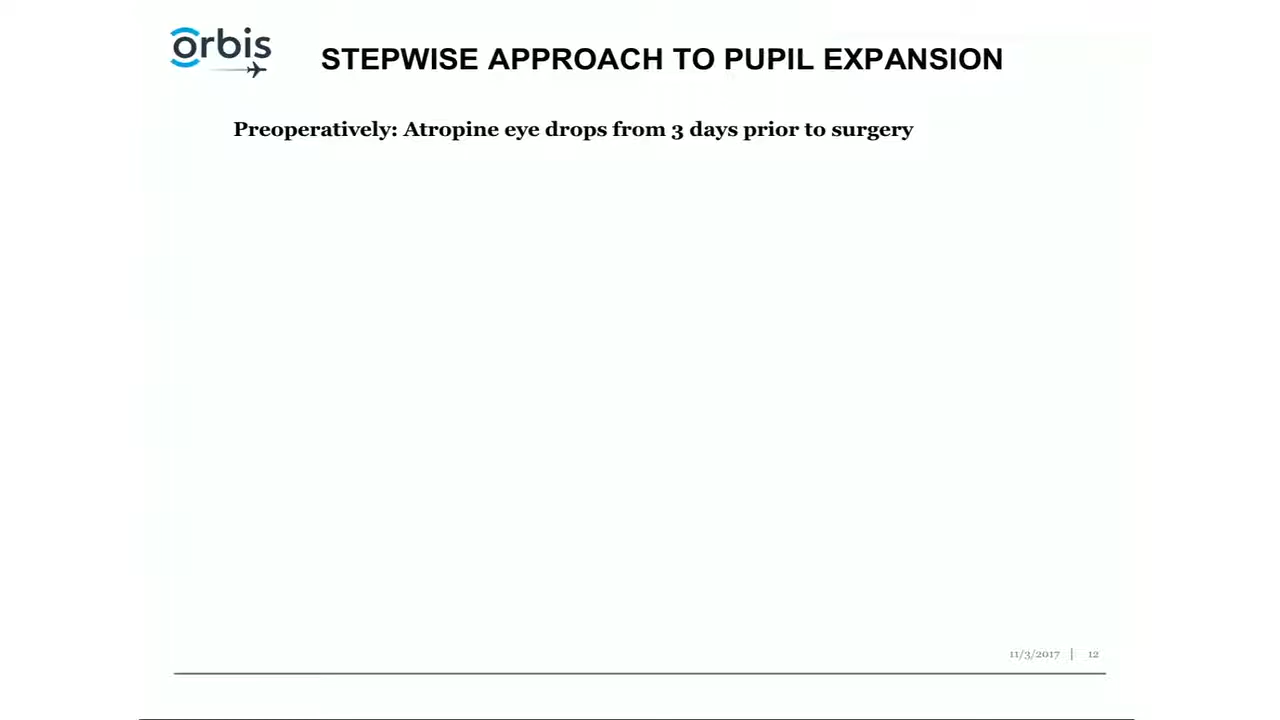 orbis
STEPWISE APPROACH TO PUPIL EXPANSION
Preoperatively: Atropine eye drops from 3 days prior to surgery
11/3/2017 | 12